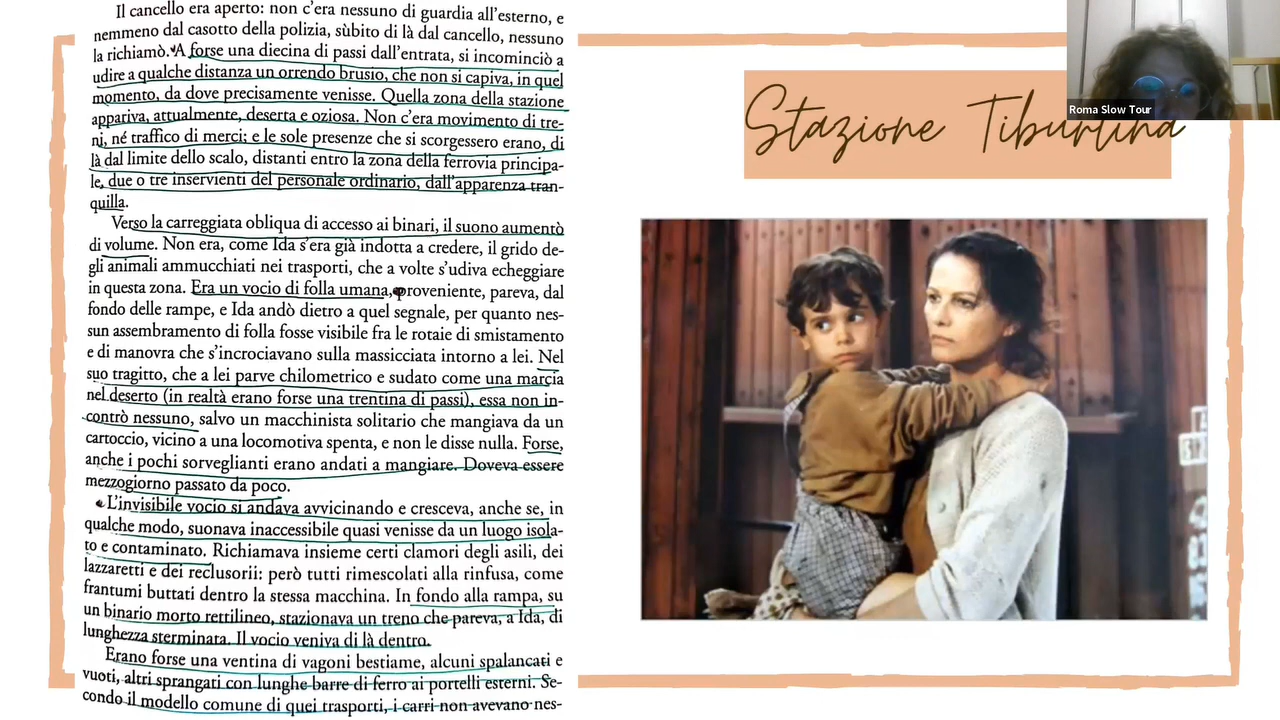 Il cancello era aperto: non c'era nessuno di guardia all'esterno, e
nemmeno dal casotto della polizia, sùbito di là dal cancello, nessuno
la richiamò. A forse una diecina di passi dall'entrata, si incominciò a
udire a qualche distanza un orrendo brusio, che non si capiva, in quel
momento, da dove precisamente venisse. Quella zona della stazione
appariva, attualmente, deserta e oziosa. Non c'era movimento di tre-
ni, né traffico di merci; e le sole presenze che si scorgessero erano, di
là dal limite dello scalo, distanti entro la zona della ferrovia principa-
le, due o tre inservienti del personale ordinario, dall'apparenza tran-
quilla.
Verso la carreggiata obliqua di accesso ai binari, il suono aumentò
di volume. Non era, come Ida s'era già indotta a credere, il grido de-
gli animali ammucchiati nei trasporti, che a volte s'udiva echeggiare
in questa zona. Era un vocio di folla umana, proveniente, pareva, dal
fondo delle rampe, e Ida andò dietro a quel segnale, per quanto nes-
sun assembramento di folla fosse visibile fra le rotaie di smistamento
e di manovra che s'incrociavano sulla massicciata intorno a lei. Nel
suo tragitto, che a lei parve chilometrico e sudato come una marcia
nel deserto (in realtà erano forse una trentina di passi), essa non in-
contrò nessuno, salvo un macchinista solitario che mangiava da un
cartoccio, vicino a una locomotiva spenta, e non le disse nulla. Forse,
anche i pochi sorveglianti erano andati a mangiare. Doveva essere
mezzogiorno passato da poco.
L'invisibile vocio si andava avvicinando e cresceva, anche se, in
qualche modo, suonava inaccessibile quasi venisse da un luogo isola-
to e contaminato. Richiamava insieme certi clamori degli asili, dei
lazzaretti e dei reclusorii: però tutti rimescolati alla rinfusa, come
frantumi buttati dentro la stessa macchina. In fondo alla rampa, su
un binario morto rettilineo, stazionava un treno che pareva, a Ida, di
lunghezza sterminata. Il vocio veniva di là dentro.
Erano forse una ventina di vagoni bestiame, alcuni spalancati e
vuoti, altri sprangati con lunghe barre di ferro ai portelli esterni. Se-
condo il modello comune di quei trasporti, i carri non avevano nes-
Roma Slow Tour
Stazione Tiburtina